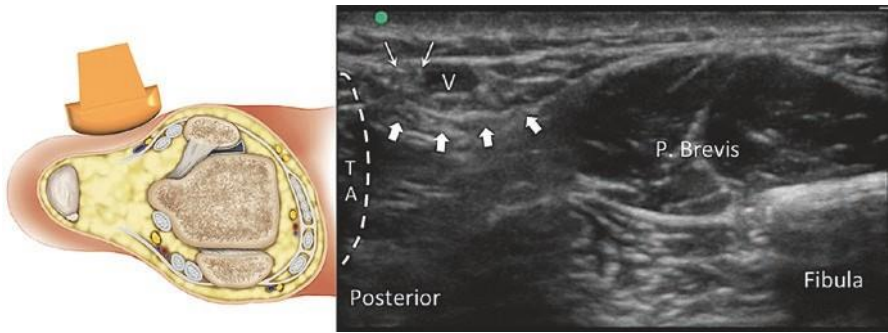 V
T
A
P. Brevis
Fibula
Posterior